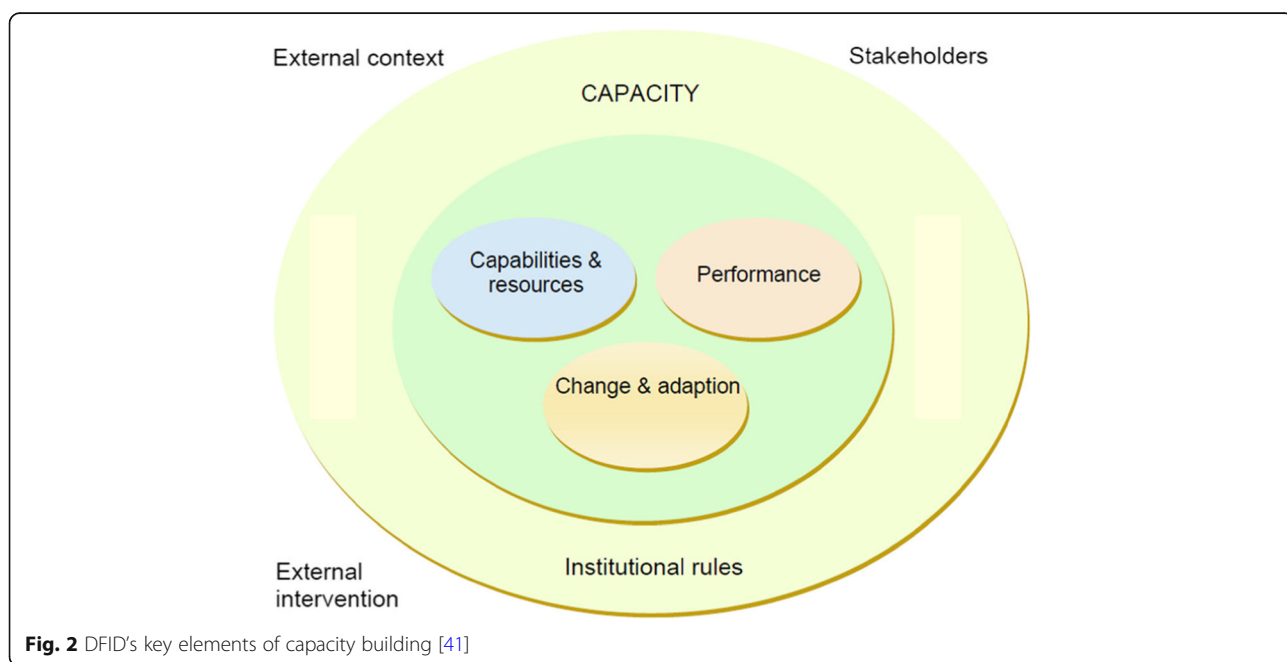 External context
Stakeholders
CAPACITY
Capabilities &
resources
Performance
Change & adaption
External
intervention
Institutional rules
Fig. 2 DFID's key elements of capacity building [41]